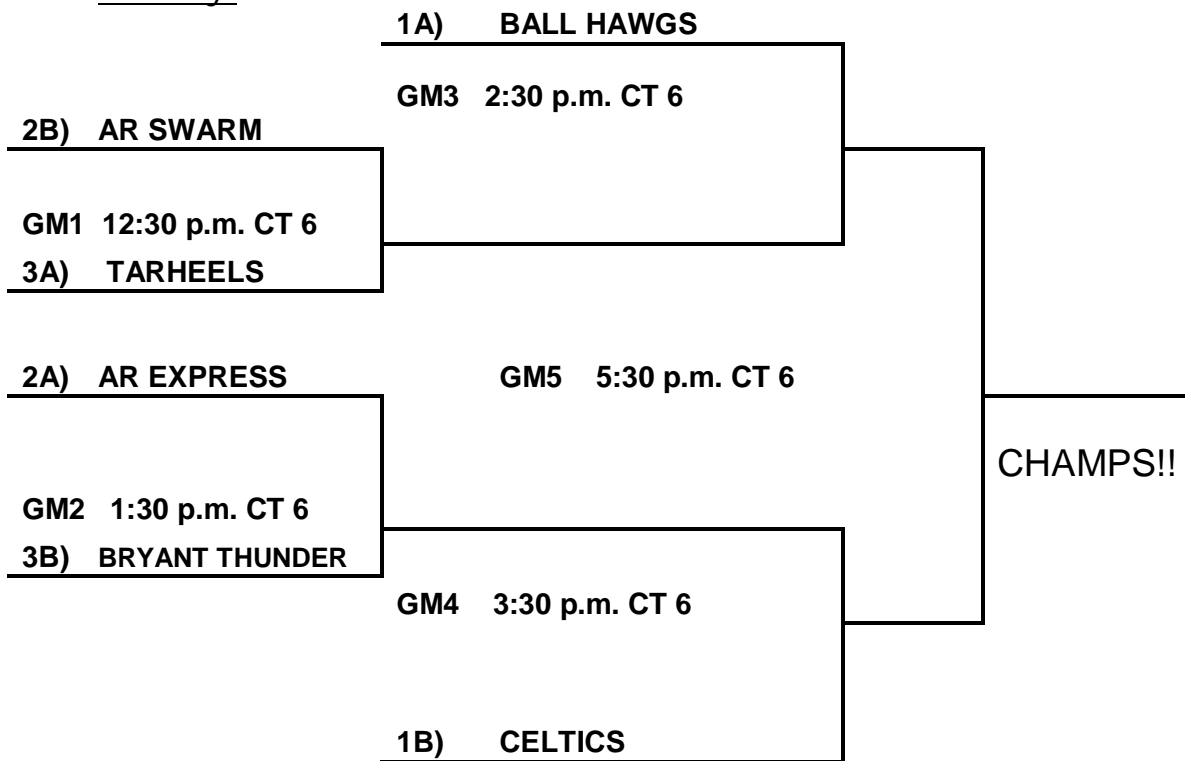 1A) BALL HAWGS
GM3 2:30 p.m. CT 6
2B) AR SWARM
GM1 12:30 p.m. CT 6
3A) TARHEELS
2A) AR EXPRESS
GM5 5:30 p.m. CT 6
CHAMPS!!
GM2 1:30 p.m. CT 6
3B) BRYANT THUNDER
GM4 3:30 p.m. CT 6
1B) CELTICS